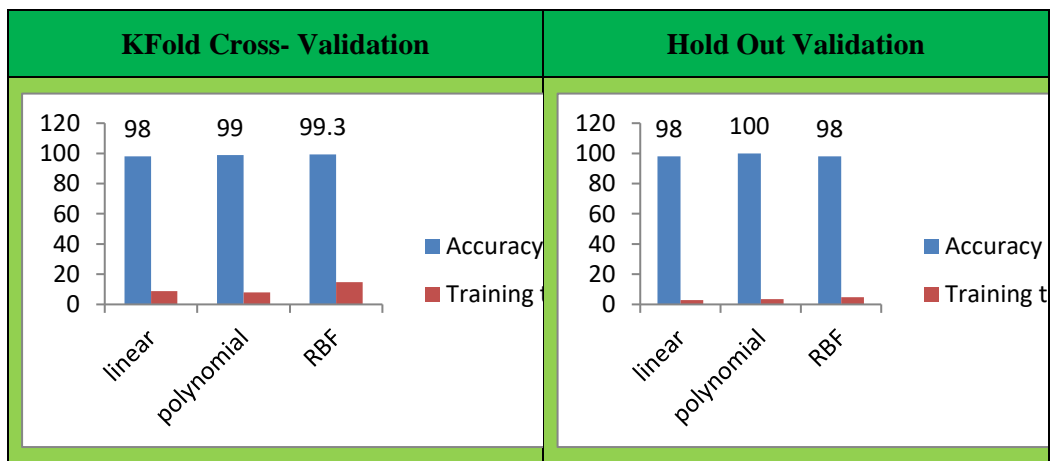 KFold Cross- Validation
120
100
80
60
40
20
0
98
99
99.3
linear
polynomial
RBF
Accuracy
Training
Hold Out Validation
120
100
80
60
40
20
0
98
100
98
linear
polynomial
RBF
Accuracy
Training t